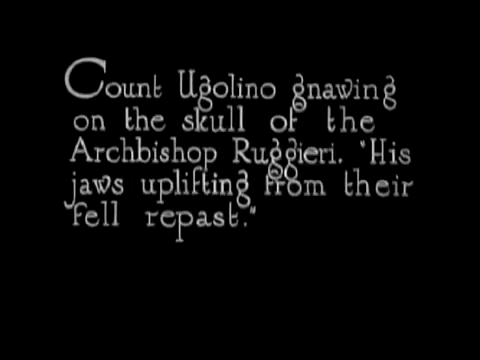 Count Ugolino gnawing
on the skull of the
Archbishop Ruggieri. "His
jaws uplifting from their
fell repast."